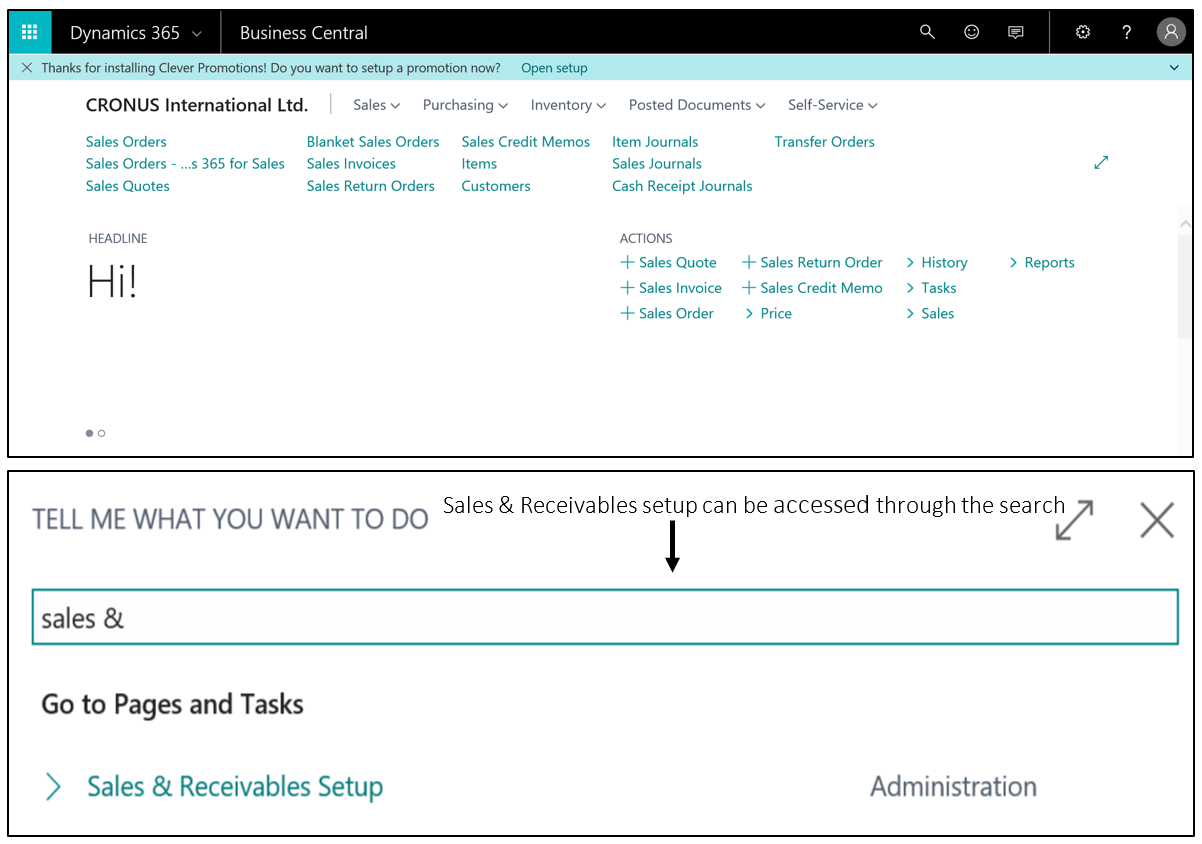 Dynamics 365 Business Central
Thanks for installing Clever Promotions! Do you want to setup a promotion now? Open setup
CRONUS International Ltd. Sales Purchasing Inventory Posted Documents Self-Service
Sales Orders Blanket Sales Orders Sales Credit Memos Item Journals Transfer Orders
Sales Orders - ...s 365 for Sales Sales Invoices Items Sales Journals
Sales Quotes Sales Return Orders Customers Cash Receipt Journals
HEADLINE
Hi!
ACTIONS
+ Sales Quote + Sales Return Order > History > Reports
+ Sales Invoice + Sales Credit Memo > Tasks
+ Sales Order > Price > Sales
Sales & Receivables setup can be accessed through the search
TELL ME WHAT YOU WANT TO DO
sales &
Go to Pages and Tasks
Sales & Receivables Setup Administration